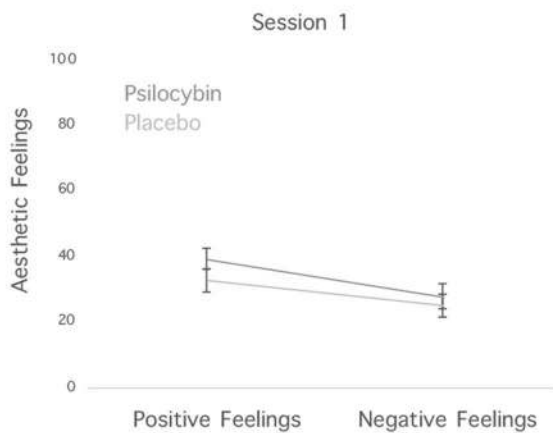 Session 1
100
Psilocybin
Placebo
80
60
40
20
0
Aesthetic Feelings
Positive Feelings
Negative Feelings